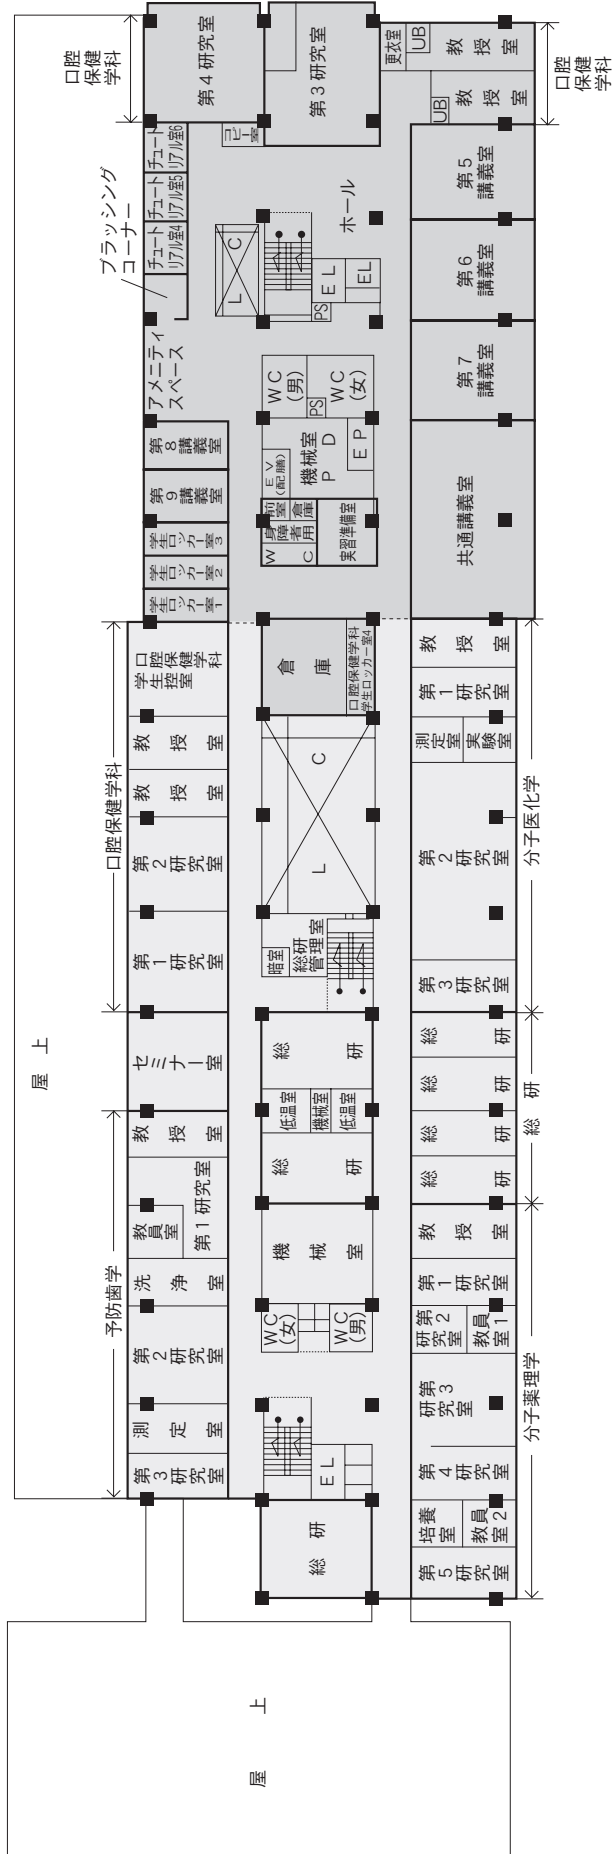 口腔
保健
学科
第4研究室
第3研究室
更衣室
UB
教授室
UB
教授室
口腔
保健
学科
コピー室
チュート
リアル室6
チュート
リアル室5
チュート
リアル室4
ブラッシング
コーナー
ホール
LC
EL
EL
PS
第5
講義室
第6
講義室
第7
講義室
アメニティ
スペース
WC
(男)
WC
(女)
PS
機械室
PD
EP
EV
(配膳)
前室
倉庫
身障者用
WC
実習準備室
共通講義室
第8
講義室
第9
講義室
学生ロッカー室3
学生ロッカー室2
学生ロッカー室1
口腔保健学科
学生控室
倉庫
口腔保健学科
学生ロッカー室4
教授室
第1研究室
測定室
実験室
教授室
教授室
口腔保健学科
LC
分子医化学
第2研究室
第2研究室
第1研究室
暗室
総研
管理室
第3研究室
屋上
セミナー室
総研
低温室
機械室
低温室
総研
総研
総研
総研
総研
総研
教授室
第1研究室
教員室
予防歯学
洗浄室
機械室
教授室
第1研究室
WC
(女)
WC
(男)
第2
研究室
教員
室1
第2研究室
第3
研究室
分子薬理学
測定室
第3研究室
EL
第4研究室
総研
培養室
教員
室2
第5研究室
屋上